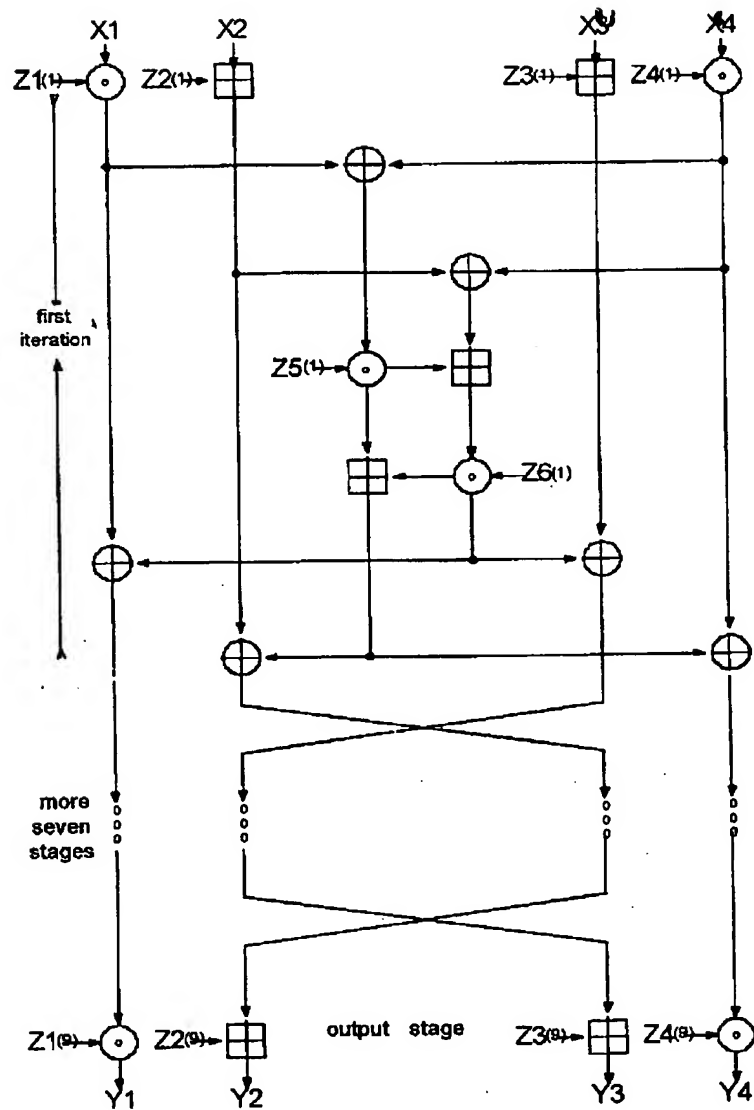 X1 X2 X3 X4
Z1(1) Z2(1) Z3(1) Z4(1)
first
iteration
Z5(1)
Z6(1)
more
seven
stages
output stage
Z1(9) Z2(9) Z3(9) Z4(9)
Y1 Y2 Y3 Y4